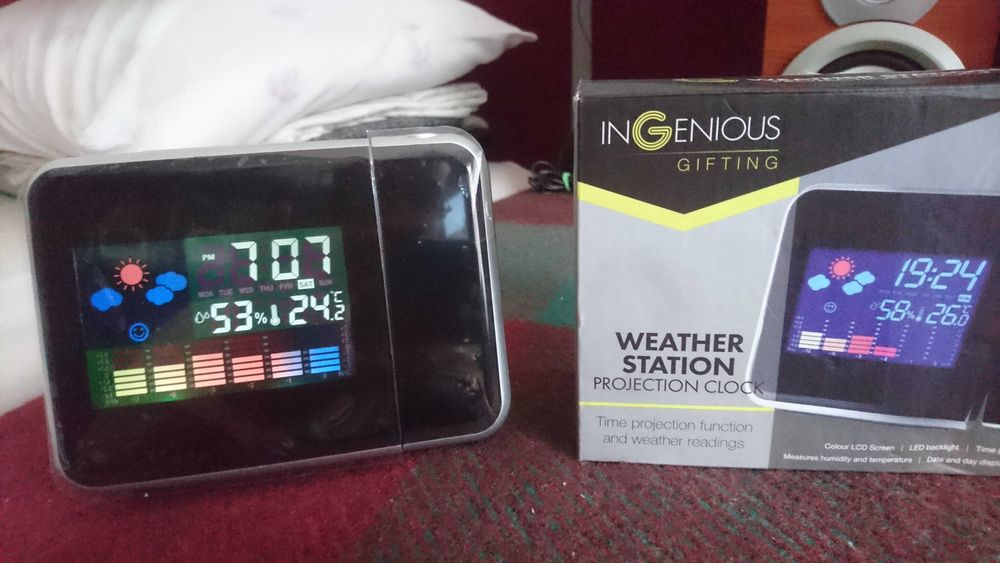 PM 707
MON TUE WED THU FRI SAT SUN
53% 24.2°C
INGENIOUS
GIFTING
19:24
58% 26.0
WEATHER
STATION
PROJECTION CLOCK
Time projection function
and weather readings
Colour LCD Screen | LED backlight | Time
Measures humidity and temperature | Date and day